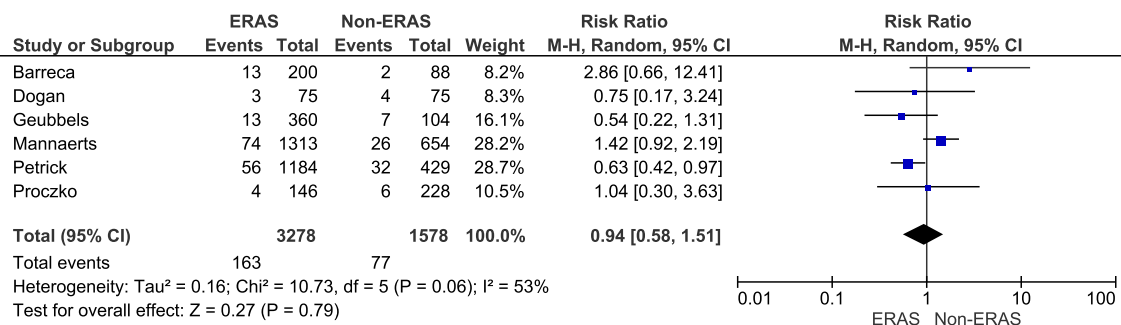 ERAS Non-ERAS Risk Ratio Risk Ratio
Study or Subgroup Events Total Events Total Weight M-H, Random, 95% CI M-H, Random, 95% CI
Barreca 13 200 2 88 8.2% 2.86 [0.66, 12.41]
Dogan 3 75 4 75 8.3% 0.75 [0.17, 3.24]
Geubbels 13 360 7 104 16.1% 0.54 [0.22, 1.31]
Mannaerts 74 1313 26 654 28.2% 1.42 [0.92, 2.19]
Petrick 56 1184 32 429 28.7% 0.63 [0.42, 0.97]
Proczko 4 146 6 228 10.5% 1.04 [0.30, 3.63]
Total (95% CI) 3278 1578 100.0% 0.94 [0.58, 1.51]
Total events 163 77
Heterogeneity: Tau² = 0.16; Chi² = 10.73, df = 5 (P = 0.06); I² = 53%
Test for overall effect: Z = 0.27 (P = 0.79)
0.01 0.1 1 10 100
ERAS Non-ERAS